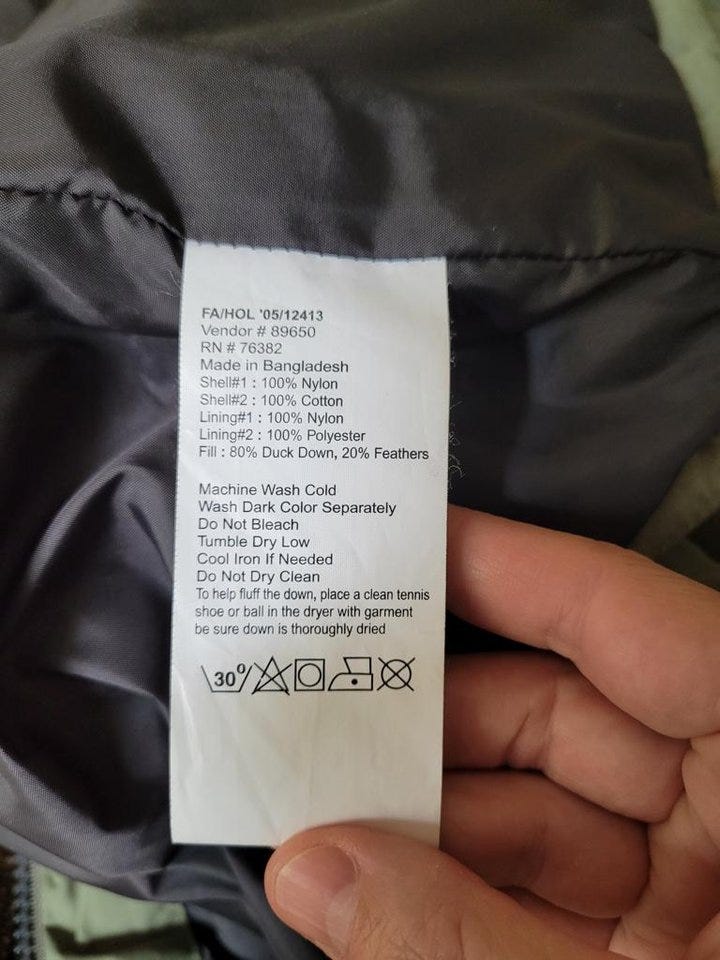 FA/HOL '05/12413
Vendor # 89650
RN # 76382
Made in Bangladesh
Shell#1 : 100% Nylon
Shell#2 : 100% Cotton
Lining#1 : 100% Nylon
Lining#2 : 100% Polyester
Fill : 80% Duck Down, 20% Feathers
Machine Wash Cold
Wash Dark Color Separately
Do Not Bleach
Tumble Dry Low
Cool Iron If Needed
Do Not Dry Clean
To help fluff the down, place a clean tennis
shoe or ball in the dryer with garment
be sure down is thoroughly dried
30°